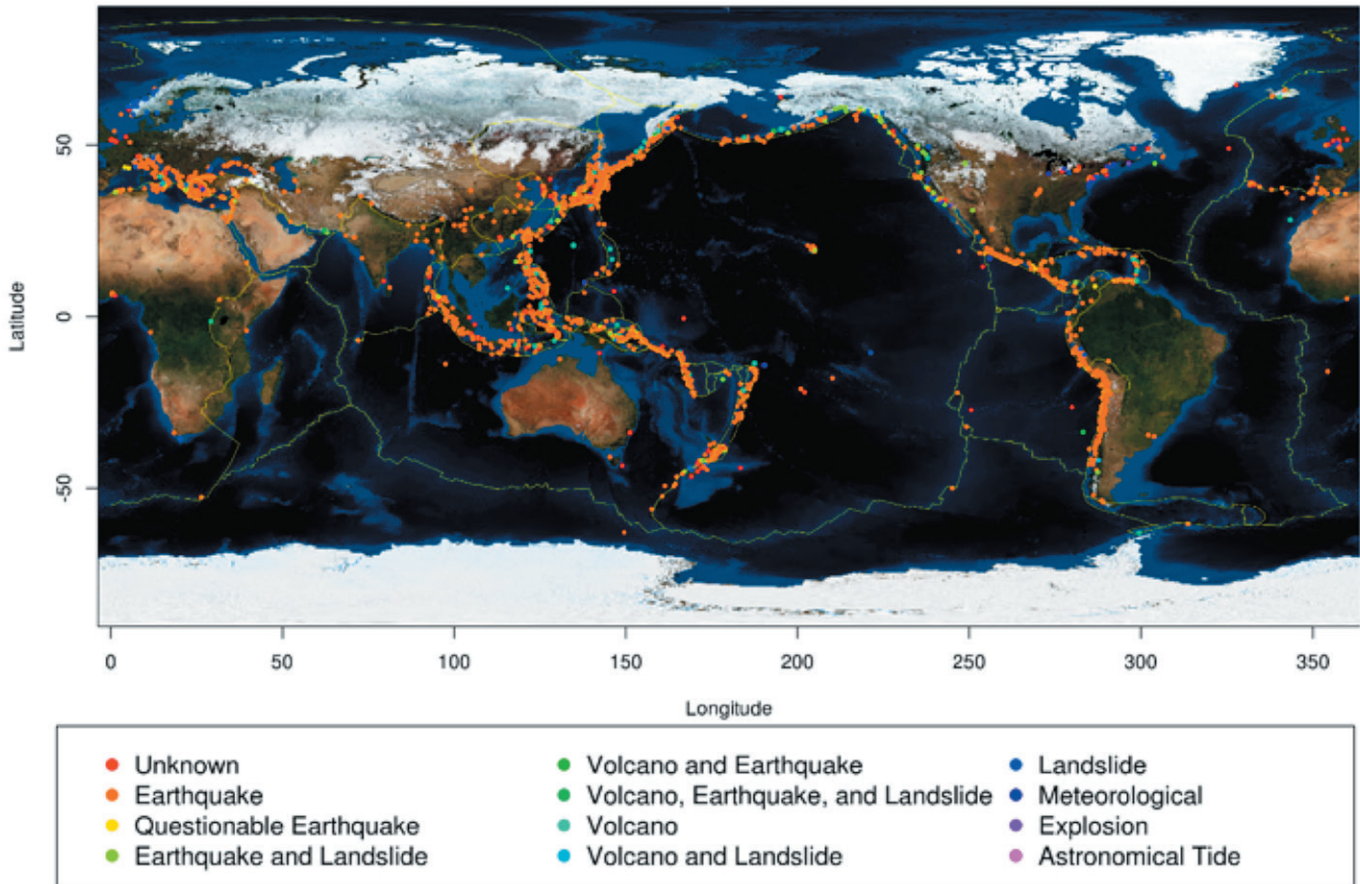 Latitude
50
0
-50
0 50 100 150 200 250 300 350
Longitude
Unknown
Earthquake
Questionable Earthquake
Earthquake and Landslide
Volcano and Earthquake
Volcano, Earthquake, and Landslide
Volcano
Volcano and Landslide
Landslide
Meteorological
Explosion
Astronomical Tide